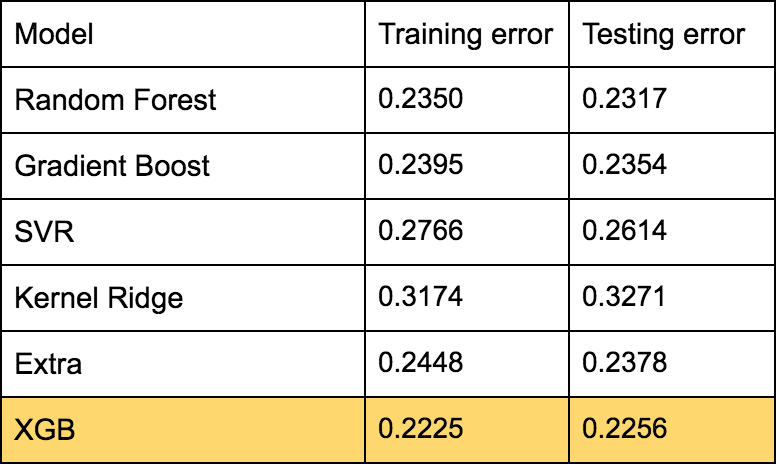 Model Training error Testing error
Random Forest 0.2350 0.2317
Gradient Boost 0.2395 0.2354
SVR 0.2766 0.2614
Kernel Ridge 0.3174 0.3271
Extra 0.2448 0.2378
XGB 0.2225 0.2256